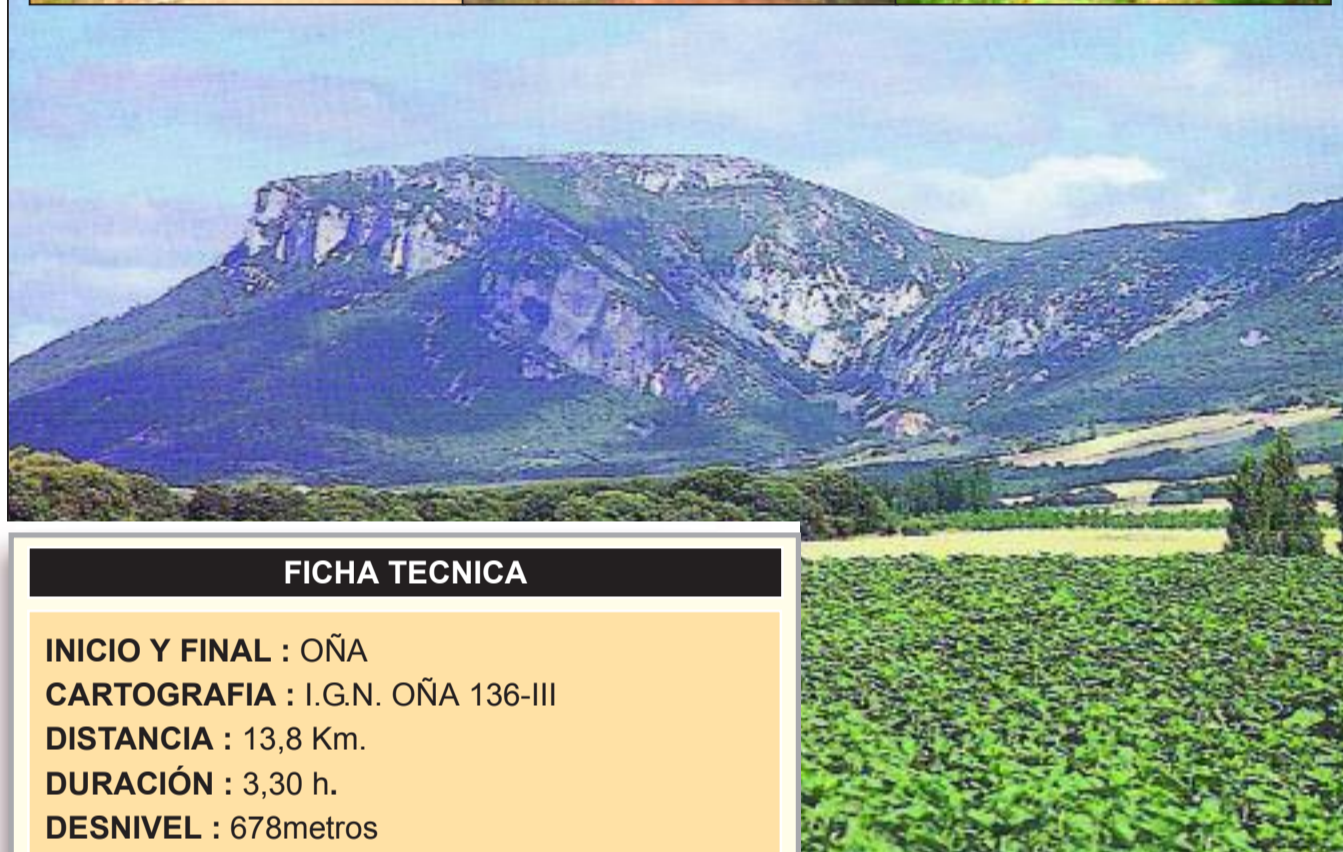 FICHA TECNICA
INICIO Y FINAL : OÑA
CARTOGRAFIA : I.G.N. OÑA 136-III
DISTANCIA : 13,8 Km.
DURACIÓN : 3,30 h.
DESNIVEL : 678metros